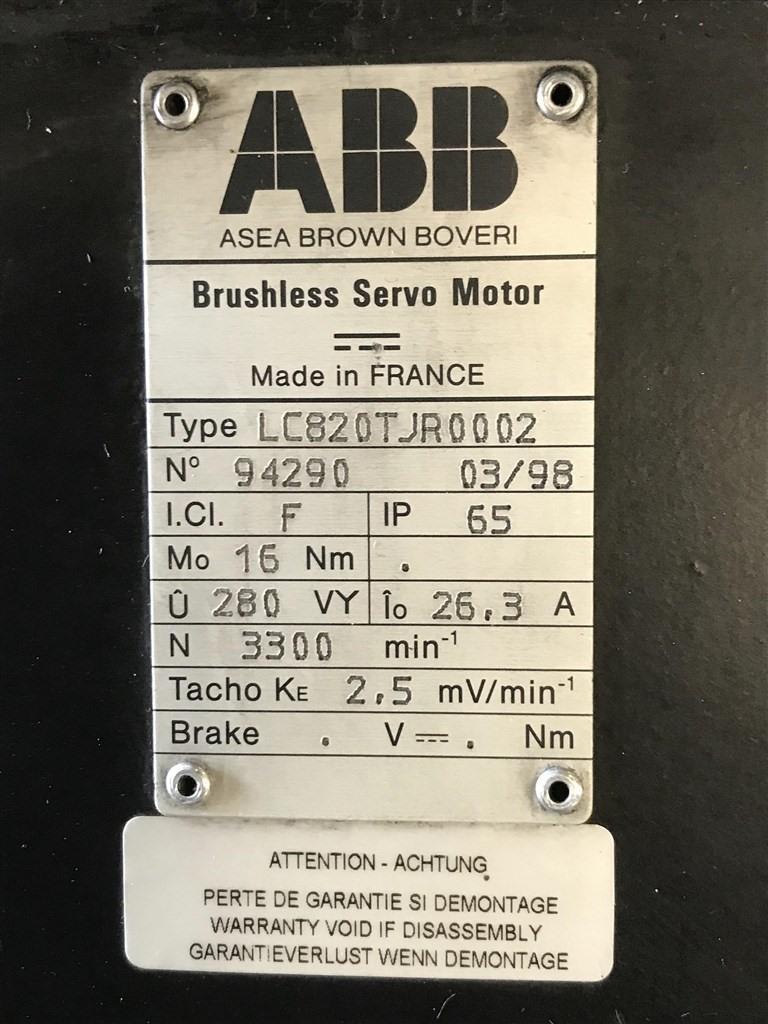 ABB
ASEA BROWN BOVERI
Brushless Servo Motor
Made in FRANCE
Type LC820TJR0002
Nº 94290 03/98
I.Cl. F IP 65
Mo 16 Nm .
Û 280 VY Îo 26.3 A
N 3300 min⁻¹
Tacho KE 2.5 mV/min⁻¹
Brake . V ⎓ . Nm
ATTENTION - ACHTUNG
PERTE DE GARANTIE SI DEMONTAGE
WARRANTY VOID IF DISASSEMBLY
GARANTIEVERLUST WENN DEMONTAGE